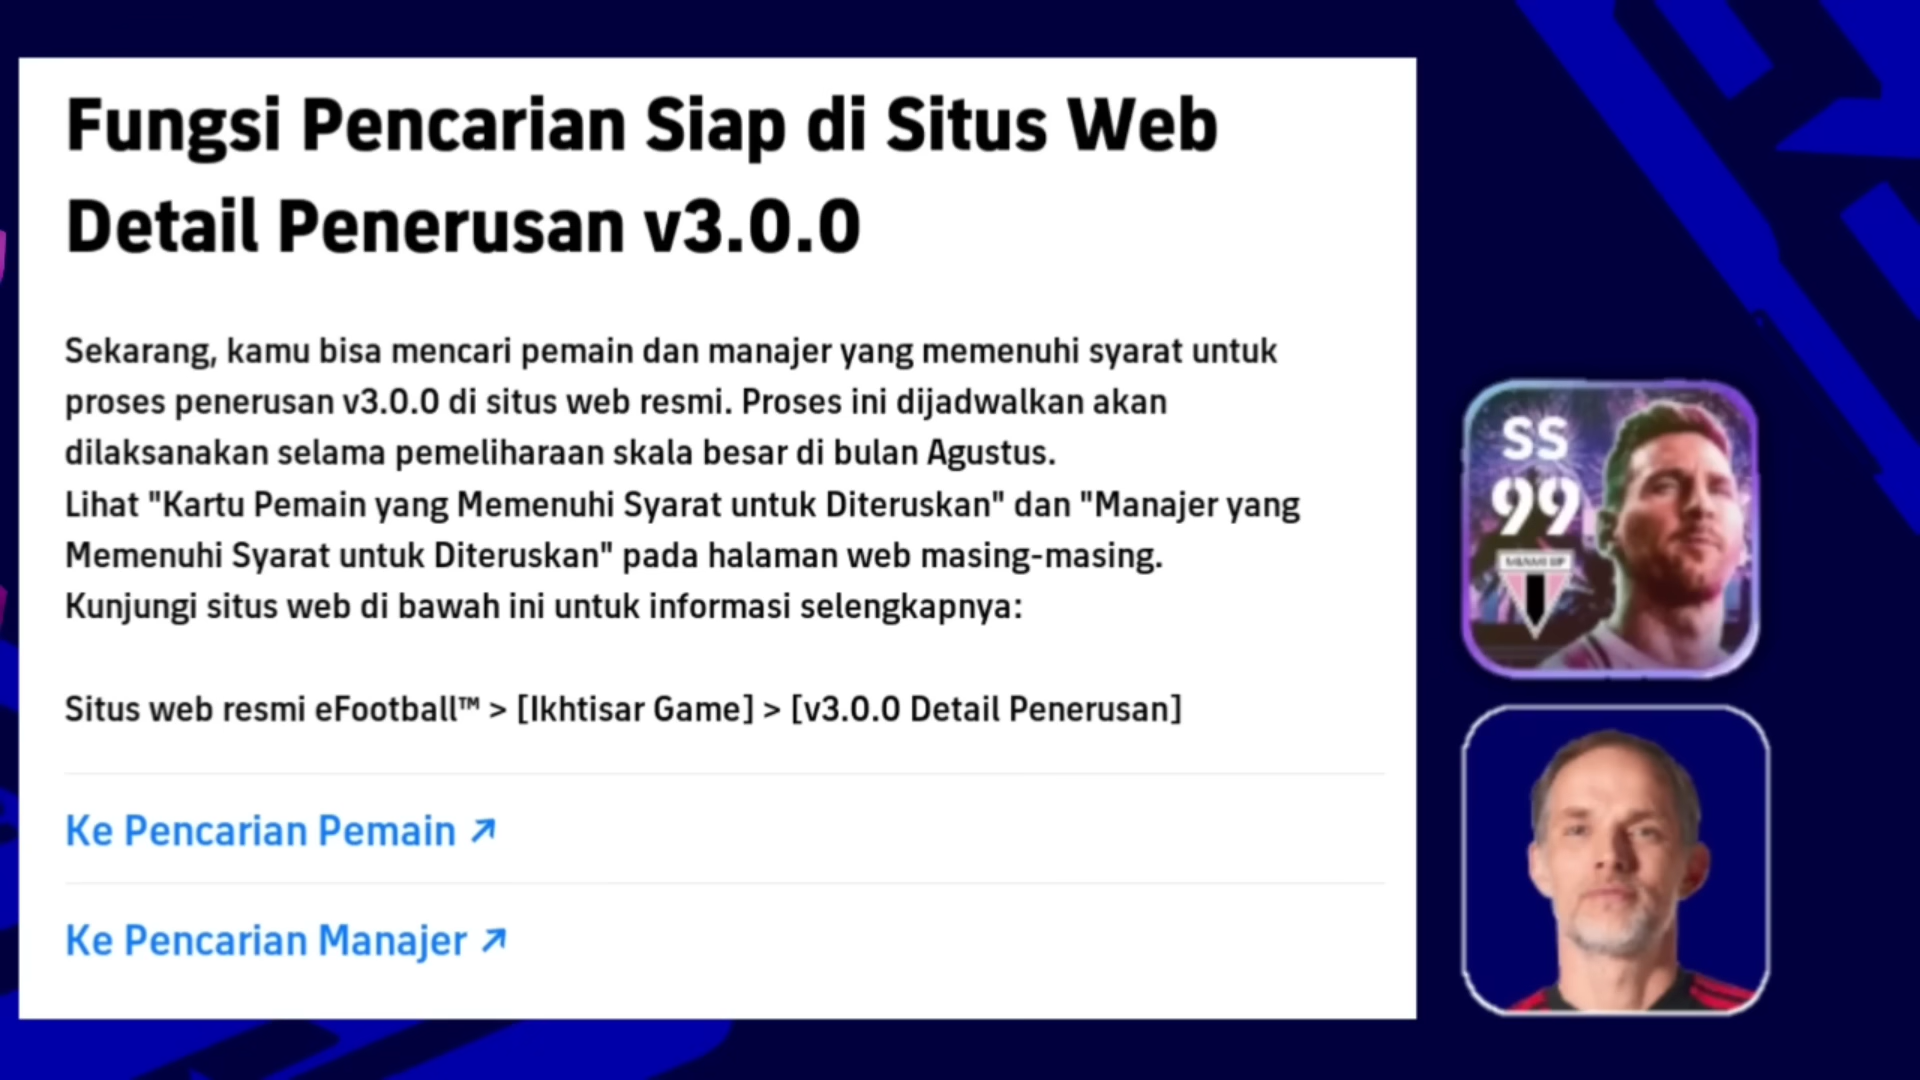 Fungsi Pencarian Siap di Situs Web
Detail Penerusan v3.0.0
Sekarang, kamu bisa mencari pemain dan manajer yang memenuhi syarat untuk
proses penerusan v3.0.0 di situs web resmi. Proses ini dijadwalkan akan
dilaksanakan selama pemeliharaan skala besar di bulan Agustus.
Lihat "Kartu Pemain yang Memenuhi Syarat untuk Diteruskan" dan "Manajer yang
Memenuhi Syarat untuk Diteruskan" pada halaman web masing-masing.
Kunjungi situs web di bawah ini untuk informasi selengkapnya:
Situs web resmi eFootball™ > [Ikhtisar Game] > [v3.0.0 Detail Penerusan]
Ke Pencarian Pemain ↗
Ke Pencarian Manajer ↗
SS
99